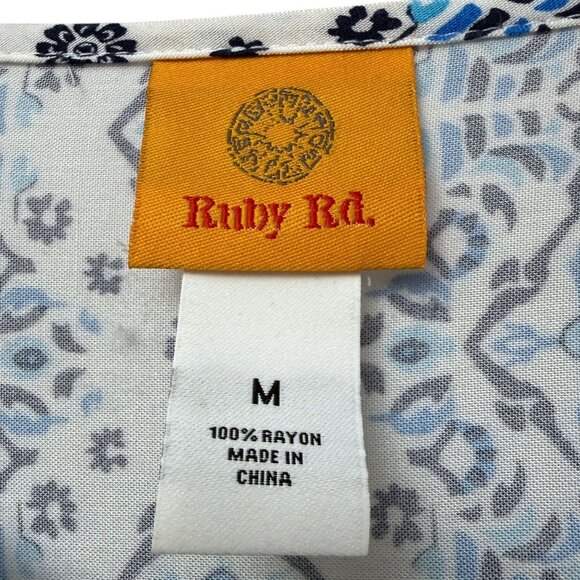 Ruby Rd.
M
100% RAYON
MADE IN
CHINA